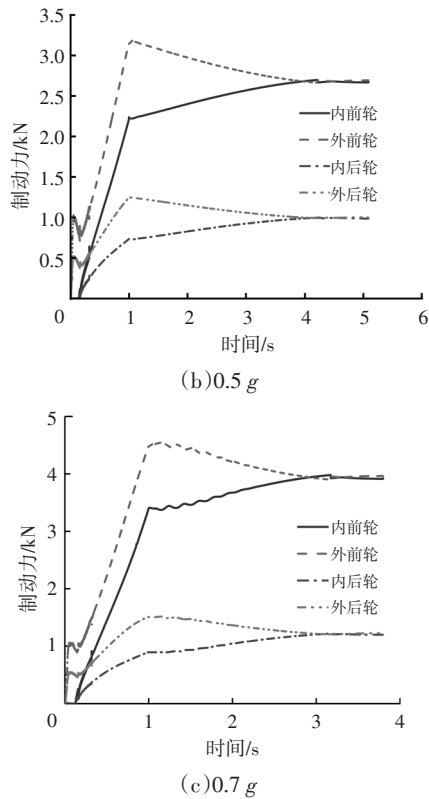 3.5
3.0
2.5
2.0
1.5
1.0
0.5
制动力/kN
内前轮
外前轮
内后轮
外后轮
0 1 2 3 4 5 6
时间/s
(b)0.5 g
5
4
3
2
1
制动力/kN
内前轮
外前轮
内后轮
外后轮
0 1 2 3 4
时间/s
(c)0.7 g